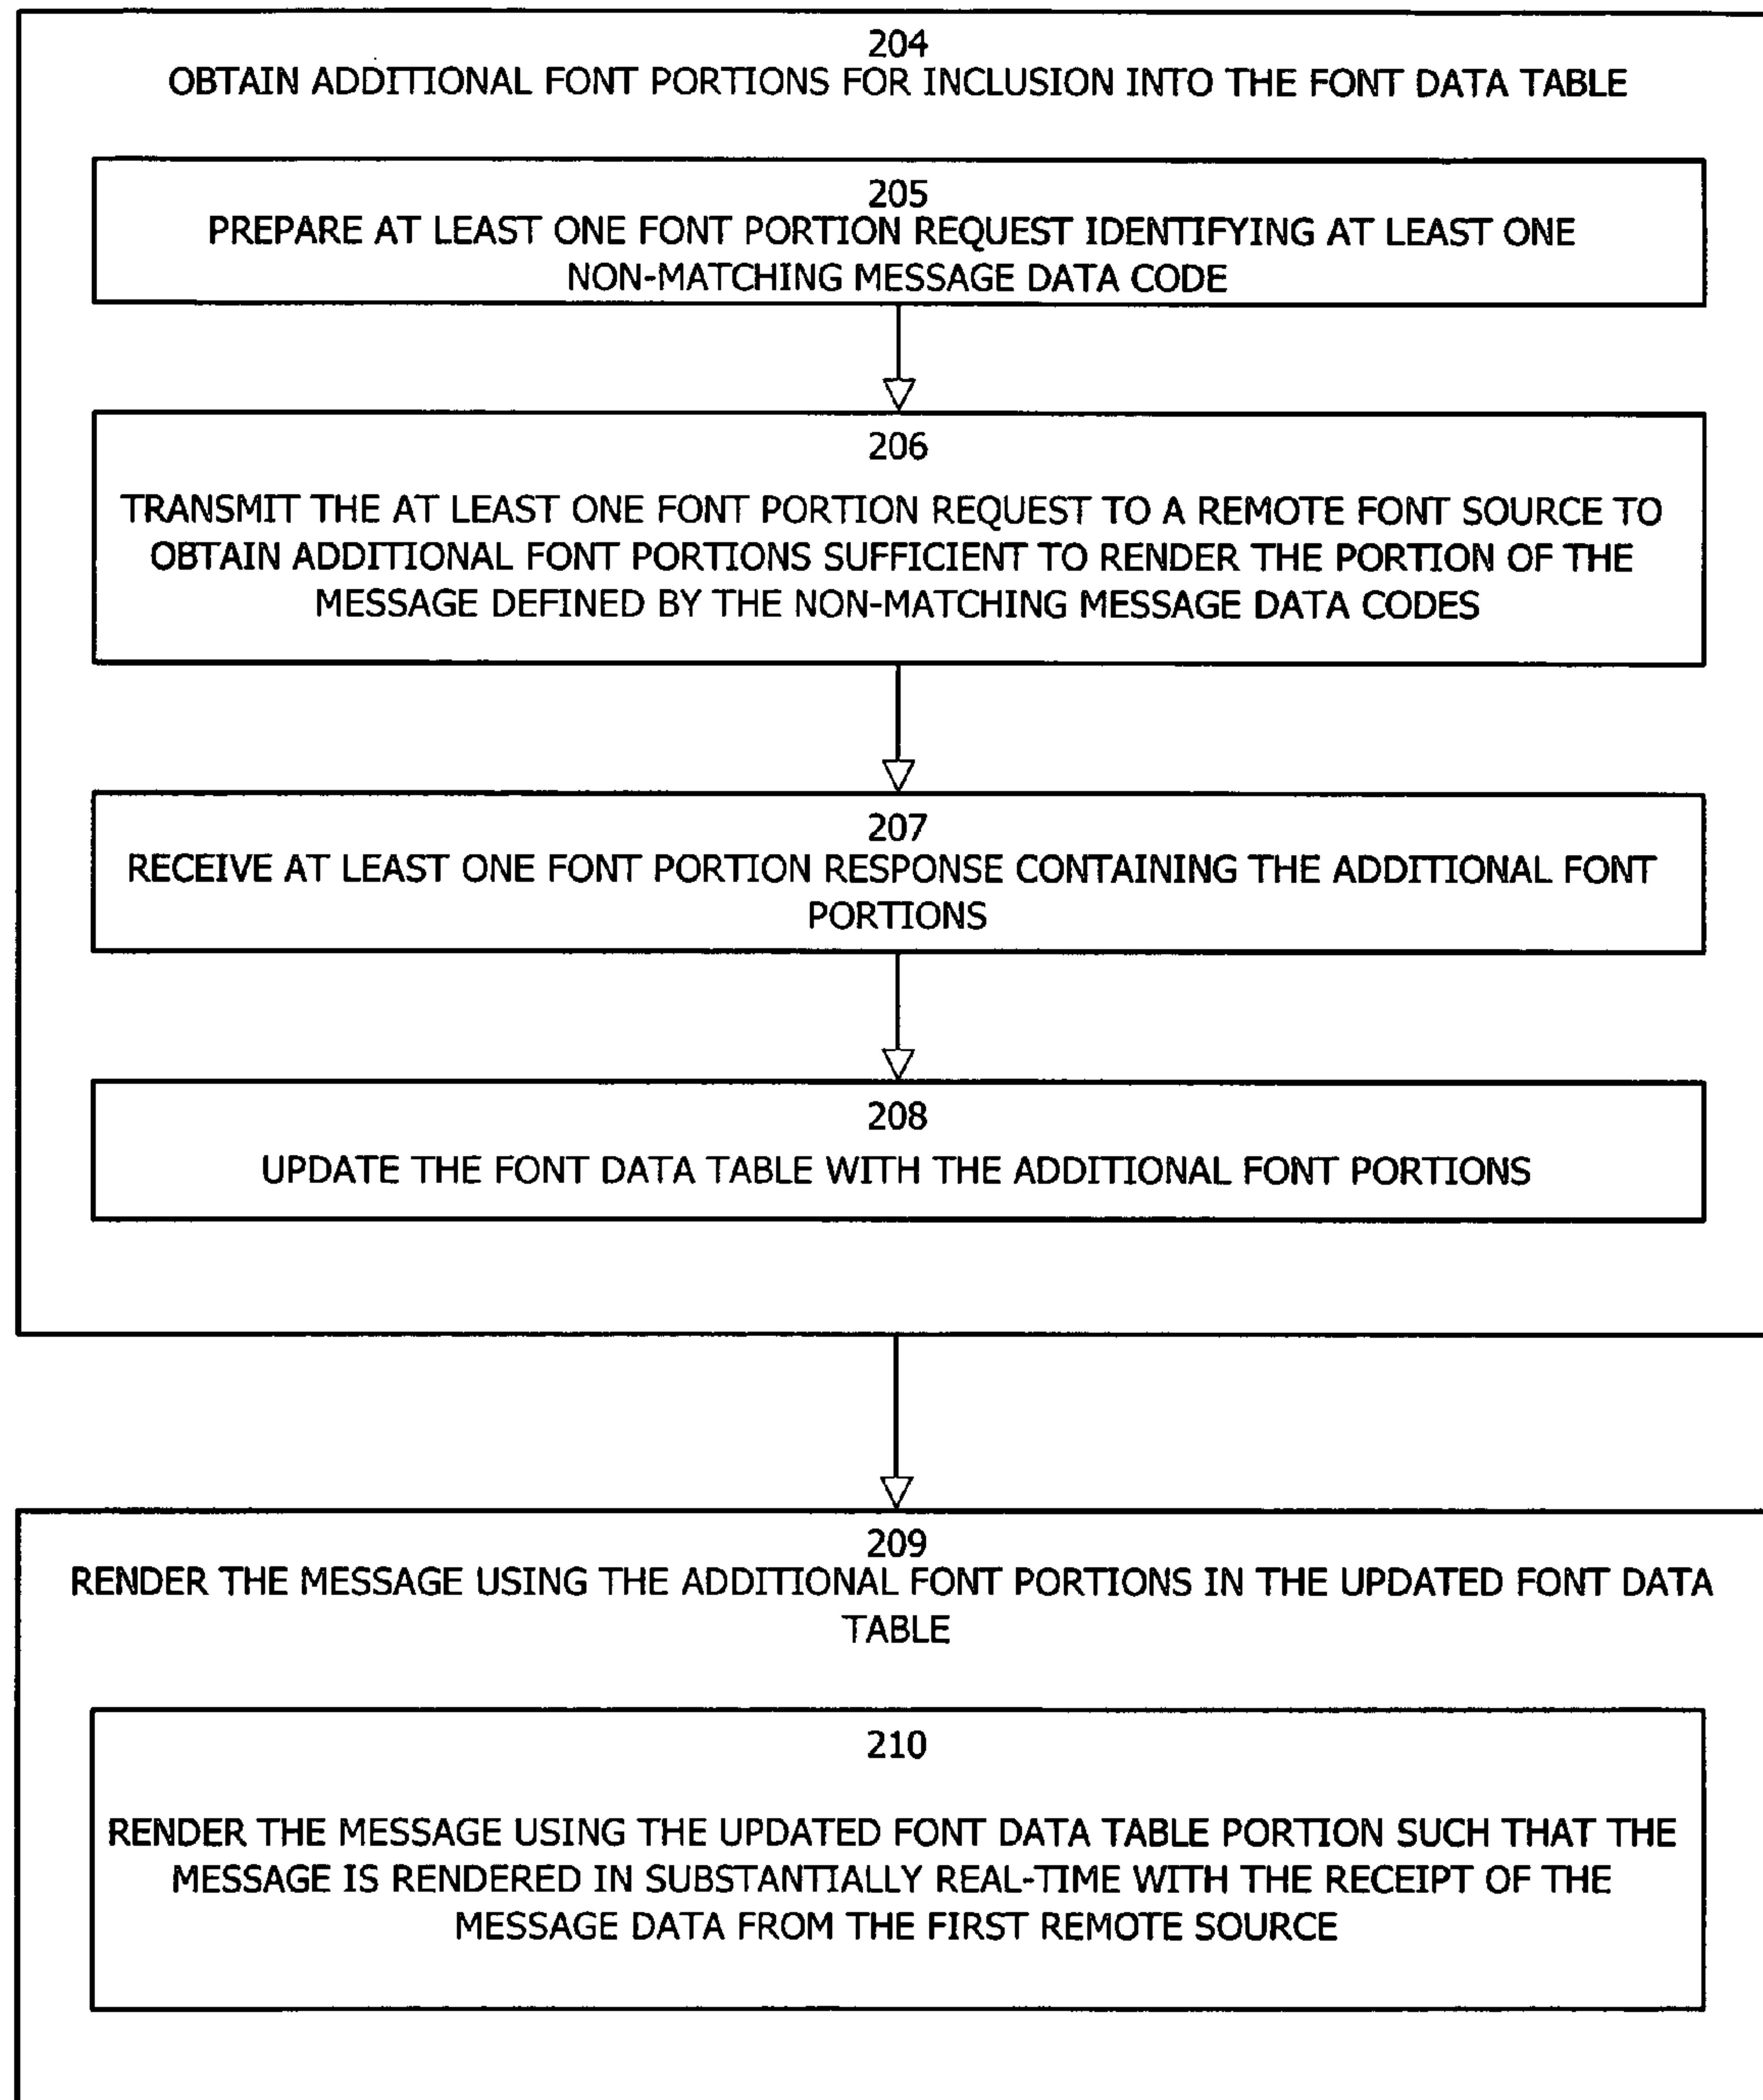 204
OBTAIN ADDITIONAL FONT PORTIONS FOR INCLUSION INTO THE FONT DATA TABLE
205
PREPARE AT LEAST ONE FONT PORTION REQUEST IDENTIFYING AT LEAST ONE
NON-MATCHING MESSAGE DATA CODE
206
TRANSMIT THE AT LEAST ONE FONT PORTION REQUEST TO A REMOTE FONT SOURCE TO
OBTAIN ADDITIONAL FONT PORTIONS SUFFICIENT TO RENDER THE PORTION OF THE
MESSAGE DEFINED BY THE NON-MATCHING MESSAGE DATA CODES
207
RECEIVE AT LEAST ONE FONT PORTION RESPONSE CONTAINING THE ADDITIONAL FONT
PORTIONS
208
UPDATE THE FONT DATA TABLE WITH THE ADDITIONAL FONT PORTIONS
209
RENDER THE MESSAGE USING THE ADDITIONAL FONT PORTIONS IN THE UPDATED FONT DATA
TABLE
210
RENDER THE MESSAGE USING THE UPDATED FONT DATA TABLE PORTION SUCH THAT THE
MESSAGE IS RENDERED IN SUBSTANTIALLY REAL-TIME WITH THE RECEIPT OF THE
MESSAGE DATA FROM THE FIRST REMOTE SOURCE